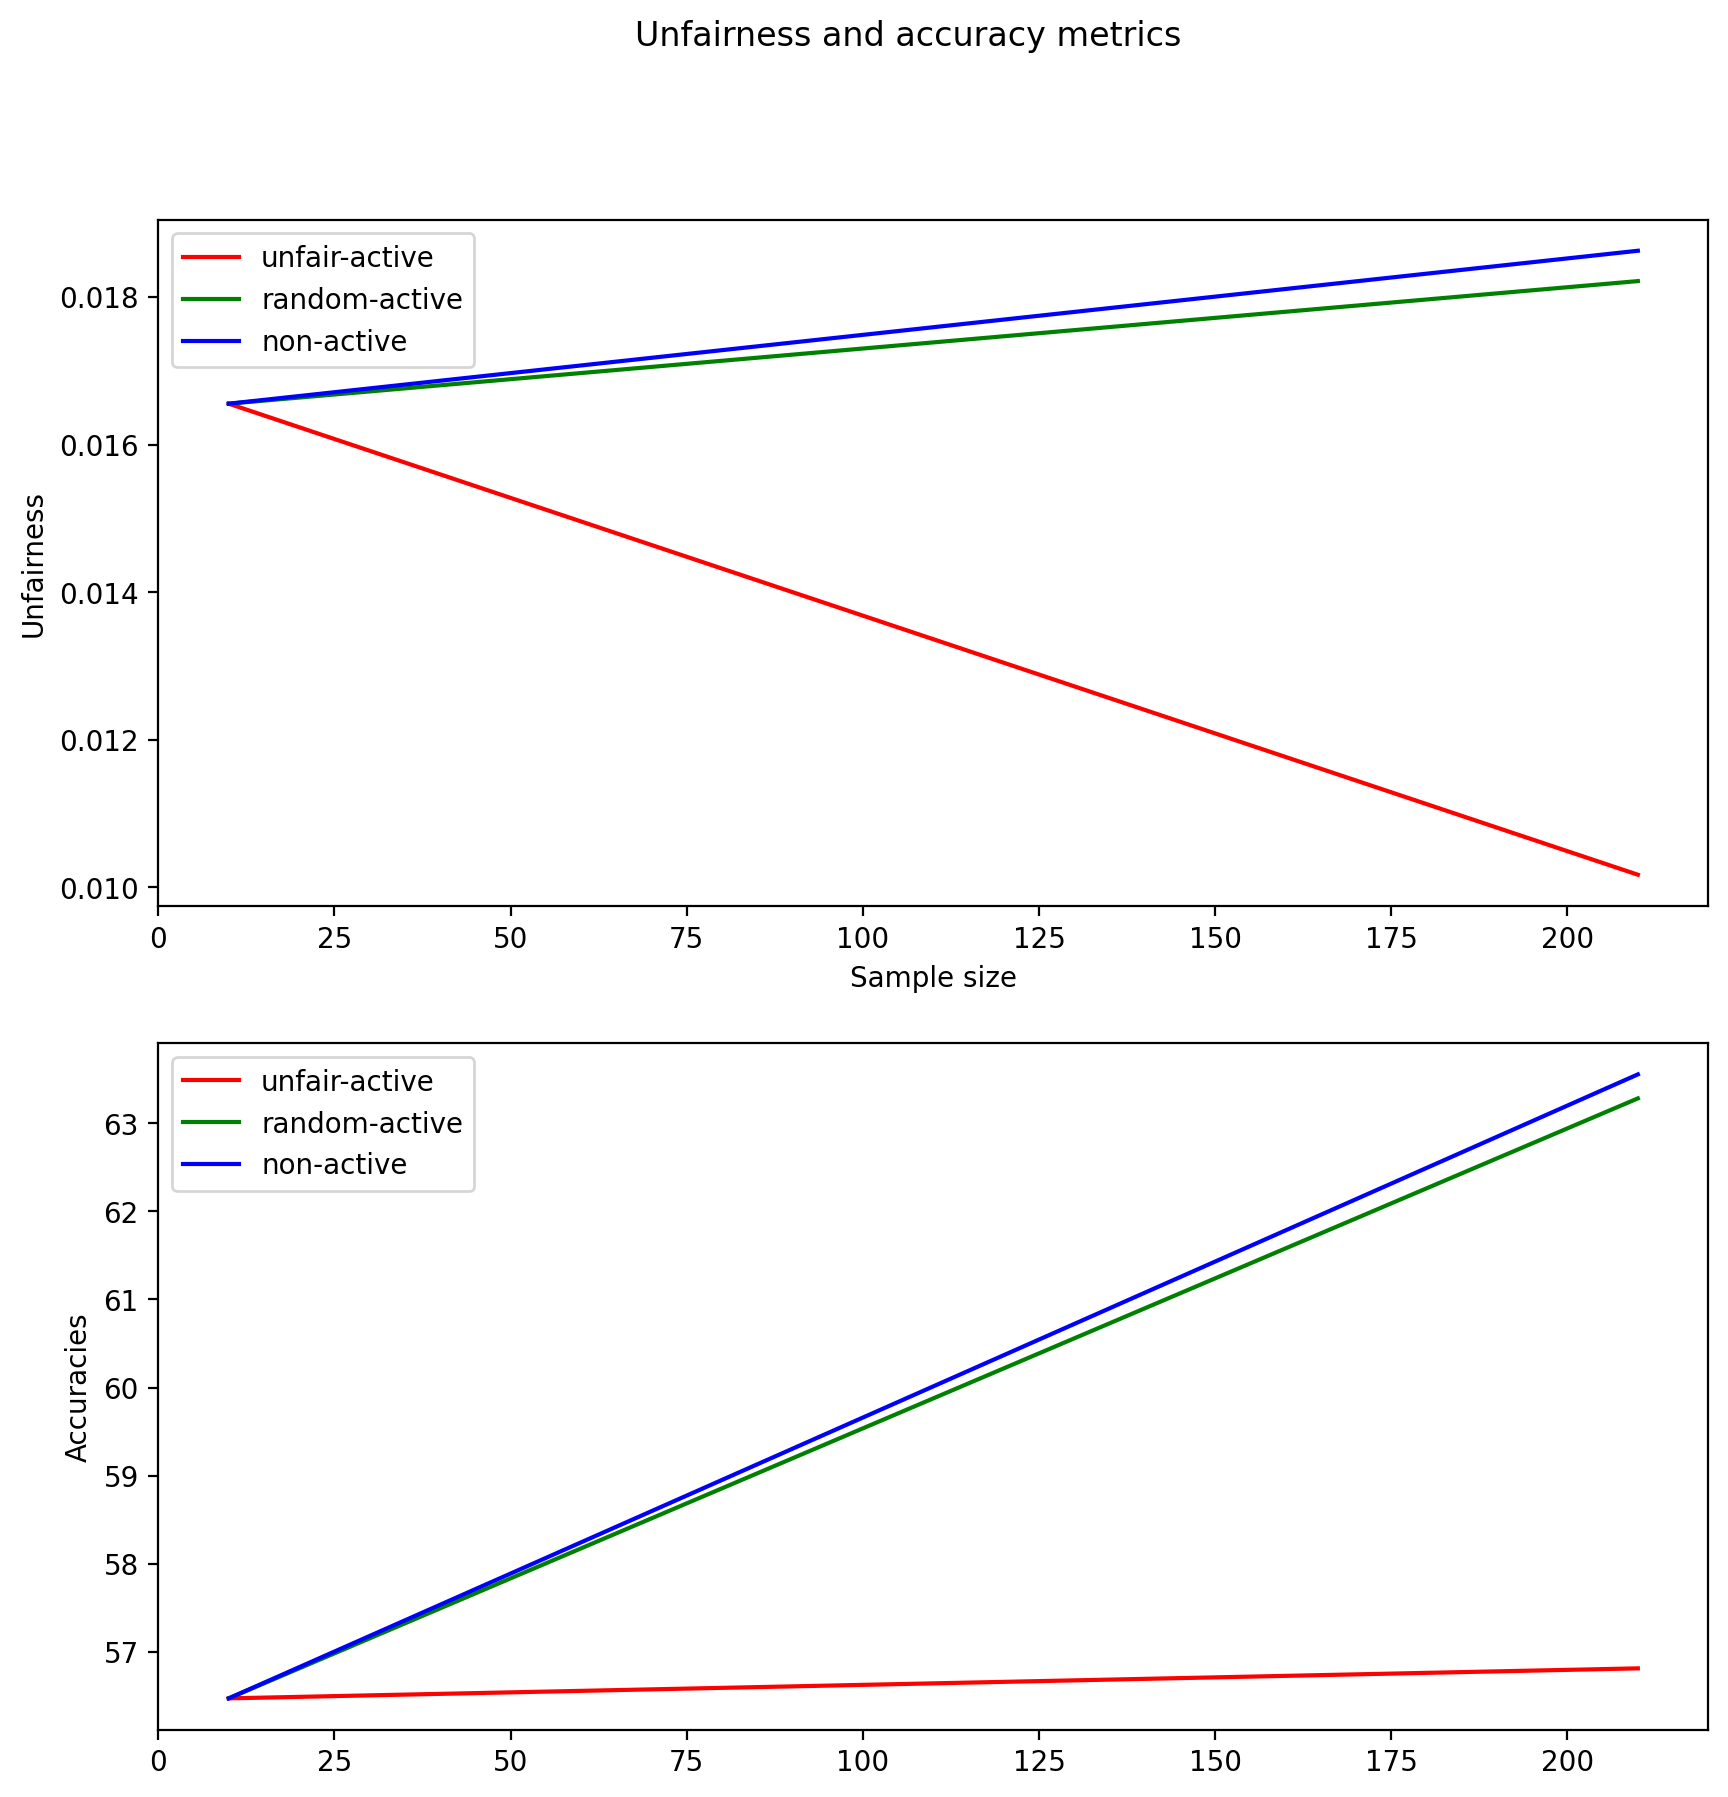 Unfairness and accuracy metrics
unfair-active
random-active
non-active
0.018
0.016
0.014
0.012
0.010
Unfairness
0 25 50 75 100 125 150 175 200
Sample size
unfair-active
random-active
non-active
63
62
61
60
59
58
57
Accuracies
0 25 50 75 100 125 150 175 200